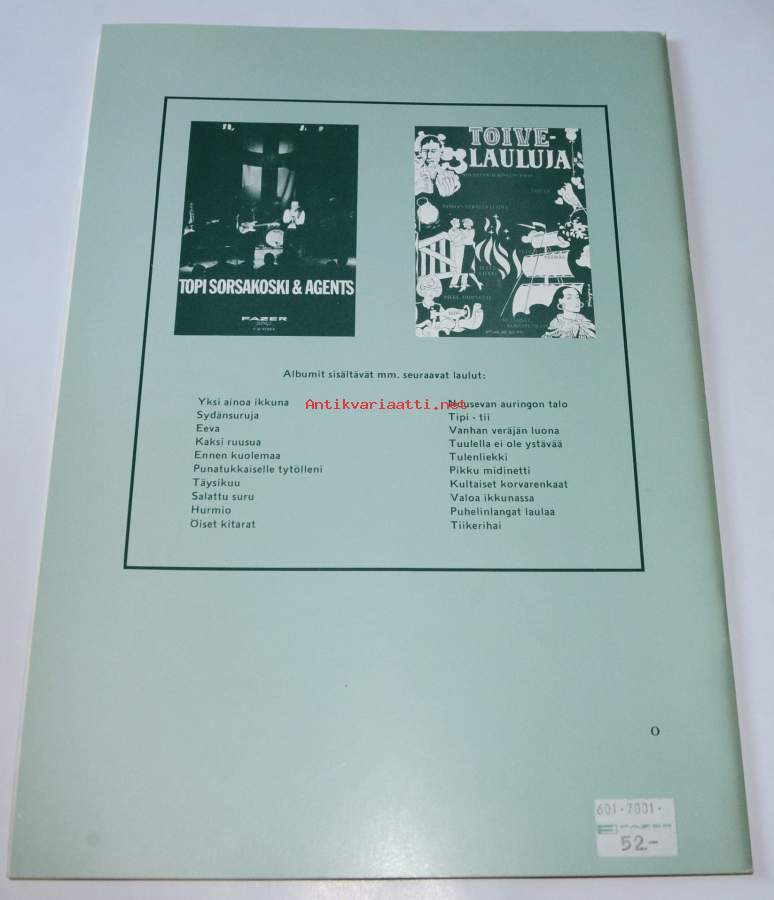 TOPI SORSAKOSKI & AGENTS
FAZER
TOIVE-
LAULUJA
Albumit sisältävät mm. seuraavat laulut:
Yksi ainoa ikkuna
Sydänsuruja
Eeva
Kaksi ruusua
Ennen kuolemaa
Punatukkaiselle tytölleni
Täysikuu
Salattu suru
Hurmio
Öiset kitarat
Antikvariaatti.net
Nousevan auringon talo
Tipi - tii
Vanhan veräjän luona
Tuulella ei ole ystävää
Tulenliekki
Pikku midinetti
Kultaiset korvarenkaat
Valoa ikkunassa
Puhelinlangat laulaa
Tiikerihai
O
601-7001-
FAZER
52.-